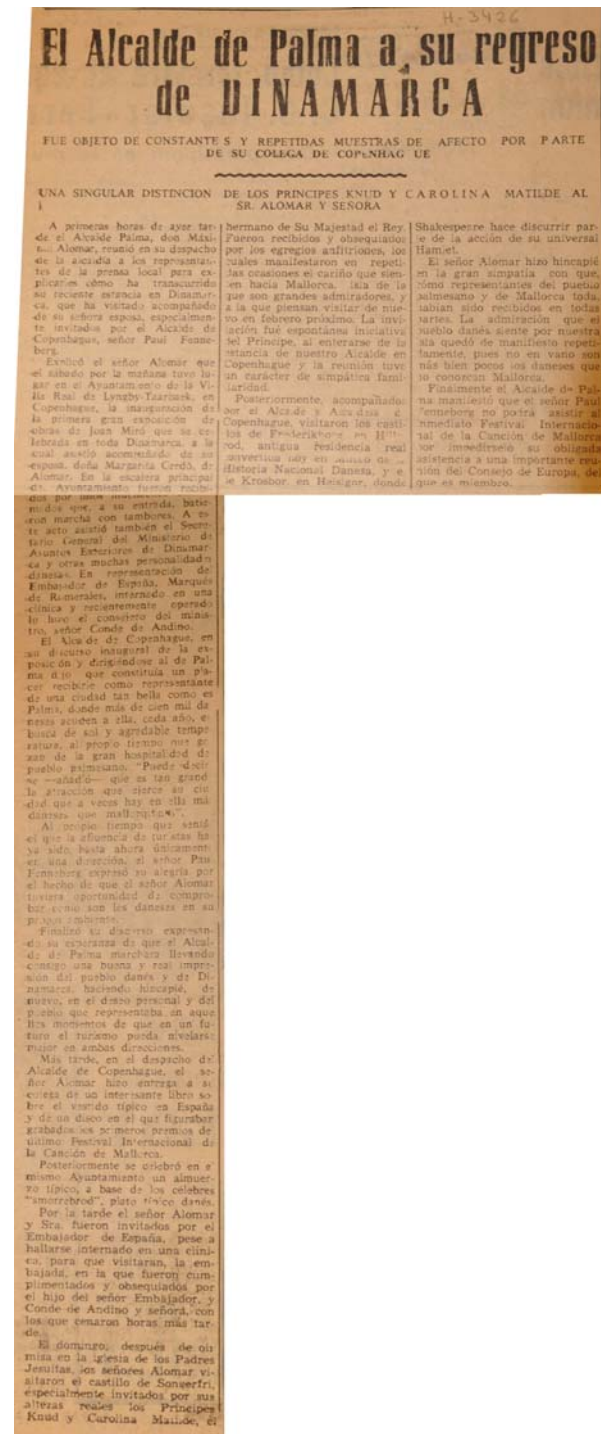 H-3426
El Alcalde de Palma a su regreso
de DINAMARCA
FUE OBJETO DE CONSTANTE S Y REPETIDAS MUESTRAS DE AFECTO POR PARTE
DE SU COLEGA DE COPENHAG UE
UNA SINGULAR DISTINCION DE LOS PRINCIPES KNUD Y CAROLINA MATILDE AL
SR. ALOMAR Y SEÑORA
A primeras horas de ayer tar-
de el Alcalde Palma, don Máxi-
Alomar, reunió en su despacho
de la alcaldía a los representan-
tes de la prensa local para ex-
plicarles cómo ha transcurrido
su reciente estancia en Dinamar-
ca, que ha visitado acompañado
de su señora esposa, especialmen-
te invitados por el Alcalde de
Copenhague, señor Paul Fenne-
berg.
Explicó el señor Alomar que
el sábado por la mañana tuvo lu-
gar en el Ayuntamiento de la Vi-
lla Real de Lyngby-Taarbaek, en
Copenhague, la inauguración de
la primera gran exposición de
obras de Joan Miró que se ce-
lebrada en toda Dinamarca, a la
cual asistió acompañado de su
esposa, doña Margarita Cerdó, de
Alomar. En la escalera principal
de Ayuntamiento fueron recibi-
dos por unos
que, a su entrada, batie-
ron marcha con tambores. A es-
te acto asistió también el Secre-
tario General del Ministerio de
Asuntos Exteriores de Dinamar-
ca y otras muchas personalidades
danesas. En representación del
Embajador de España, Marqués
de Romerales, internado en una
clínica y recientemente operado
lo hizo el consejero del minis-
tro, señor Conde de Andino.
El Alcalde de Copenhague, en
su discurso inaugural de la ex-
posición y dirigiéndose al de Pal-
ma dijo que constituía un pla-
cer recibirle como representante
de una ciudad tan bella como es
Palma, donde más de cien mil da-
neses acuden a ella, cada año, en
busca de sol y agradable tempe-
ratura, al propio tiempo que go-
zan de la gran hospitalidad de
pueblo palmesano. "Puede decir
se —añadió— que es tan grand
la atracción que ejerce su ciu
dad que a veces hay en ella má
daneses que mallorquines".
Al propio tiempo que sentó
el que la afluencia de turistas ha
ya sido hasta ahora únicament
en una dirección, el señor Pau
Fenneberg expresó su alegría por
el hecho de que el señor Alomar
tuviera oportunidad de compro-
bar cómo son los daneses en su
propio ambiente.
Finalizó su discurso expresan-
do su esperanza de que el Alcal-
de de Palma marchara llevando
consigo una buena y real impre-
sión del pueblo danés y de Di-
namarca, haciendo hincapié, de
nuevo, en el deseo personal y del
pueblo que representaba en aque
llos momentos de que en un fu-
turo el turismo pueda nivelarse
mejor en ambas direcciones.
Más tarde, en el despacho del
Alcalde de Copenhague, el se-
ñor Alomar hizo entrega a su
colega de un interesante libro so-
bre el vestido típico en España
y de un disco en el que figuraban
grabados los primeros premios de
último Festival Internacional de
la Canción de Mallorca.
Posteriormente se celebró en e
mismo Ayuntamiento un almuer-
zo típico, a base de los célebres
"smorrebrod", plato típico danés.
Por la tarde el señor Alomar
y Sra. fueron invitados por el
Embajador de España, pese a
hallarse internado en una clíni-
ca, para que visitaran, la em-
bajada, en la que fueron cum-
plimentados y obsequiados por
el hijo del señor Embajador, y
Conde de Andino y señora, con
los que cenaron horas más tar-
de.
El domingo, después de oir
misa en la iglesia de los Padres
Jesuitas, los señores Alomar vi-
sitaron el castillo de Songerfri,
especialmente invitados por sus
altezas reales los Príncipes
Knud y Carolina Matilde, el
hermano de Su Majestad el Rey.
Fueron recibidos y obsequiados
por los egregios anfitriones, los
cuales manifestaron en repeti-
das ocasiones el cariño que sien-
ten hacia Mallorca, isla de la
que son grandes admiradores, y
a la que piensan visitar de nue-
vo en febrero próximo. La invi-
tación fué espontánea iniciativa
del Príncipe, al enterarse de la
estancia de nuestro Alcalde en
Copenhague y la reunión tuve
un carácter de simpática fami-
liaridad.
Posteriormente, acompañados
por el Alcalde y Alcaldesa d
Copenhague, visitaron los casti-
los de Frederikborg, en Hille-
rod, antigua residencia real
convertida hoy en Museo de
Historia Nacional Danesa, y e
de Krosbor, en Helsigor, donde
Shakespeare hace discurrir par-
te de la acción de su universal
Hamlet.
El señor Alomar hizo hincapié
en la gran simpatía con que,
cómo representantes del pueblo
palmesano y de Mallorca toda,
habían sido recibidos en todas
partes. La admiración que el
pueblo danés siente por nuestra
isla quedó de manifiesto repeti-
damente, pues no en vano son
más bien pocos los daneses que
no conozcan Mallorca.
Finalmente el Alcalde de Pal-
ma manifestó que el señor Paul
Fenneberg no podrá asistir al
inmediato Festival Internacio-
nal de la Canción de Mallorca
por impedírselo su obligada
asistencia a una importante reu-
nión del Consejo de Europa, del
que es miembro.